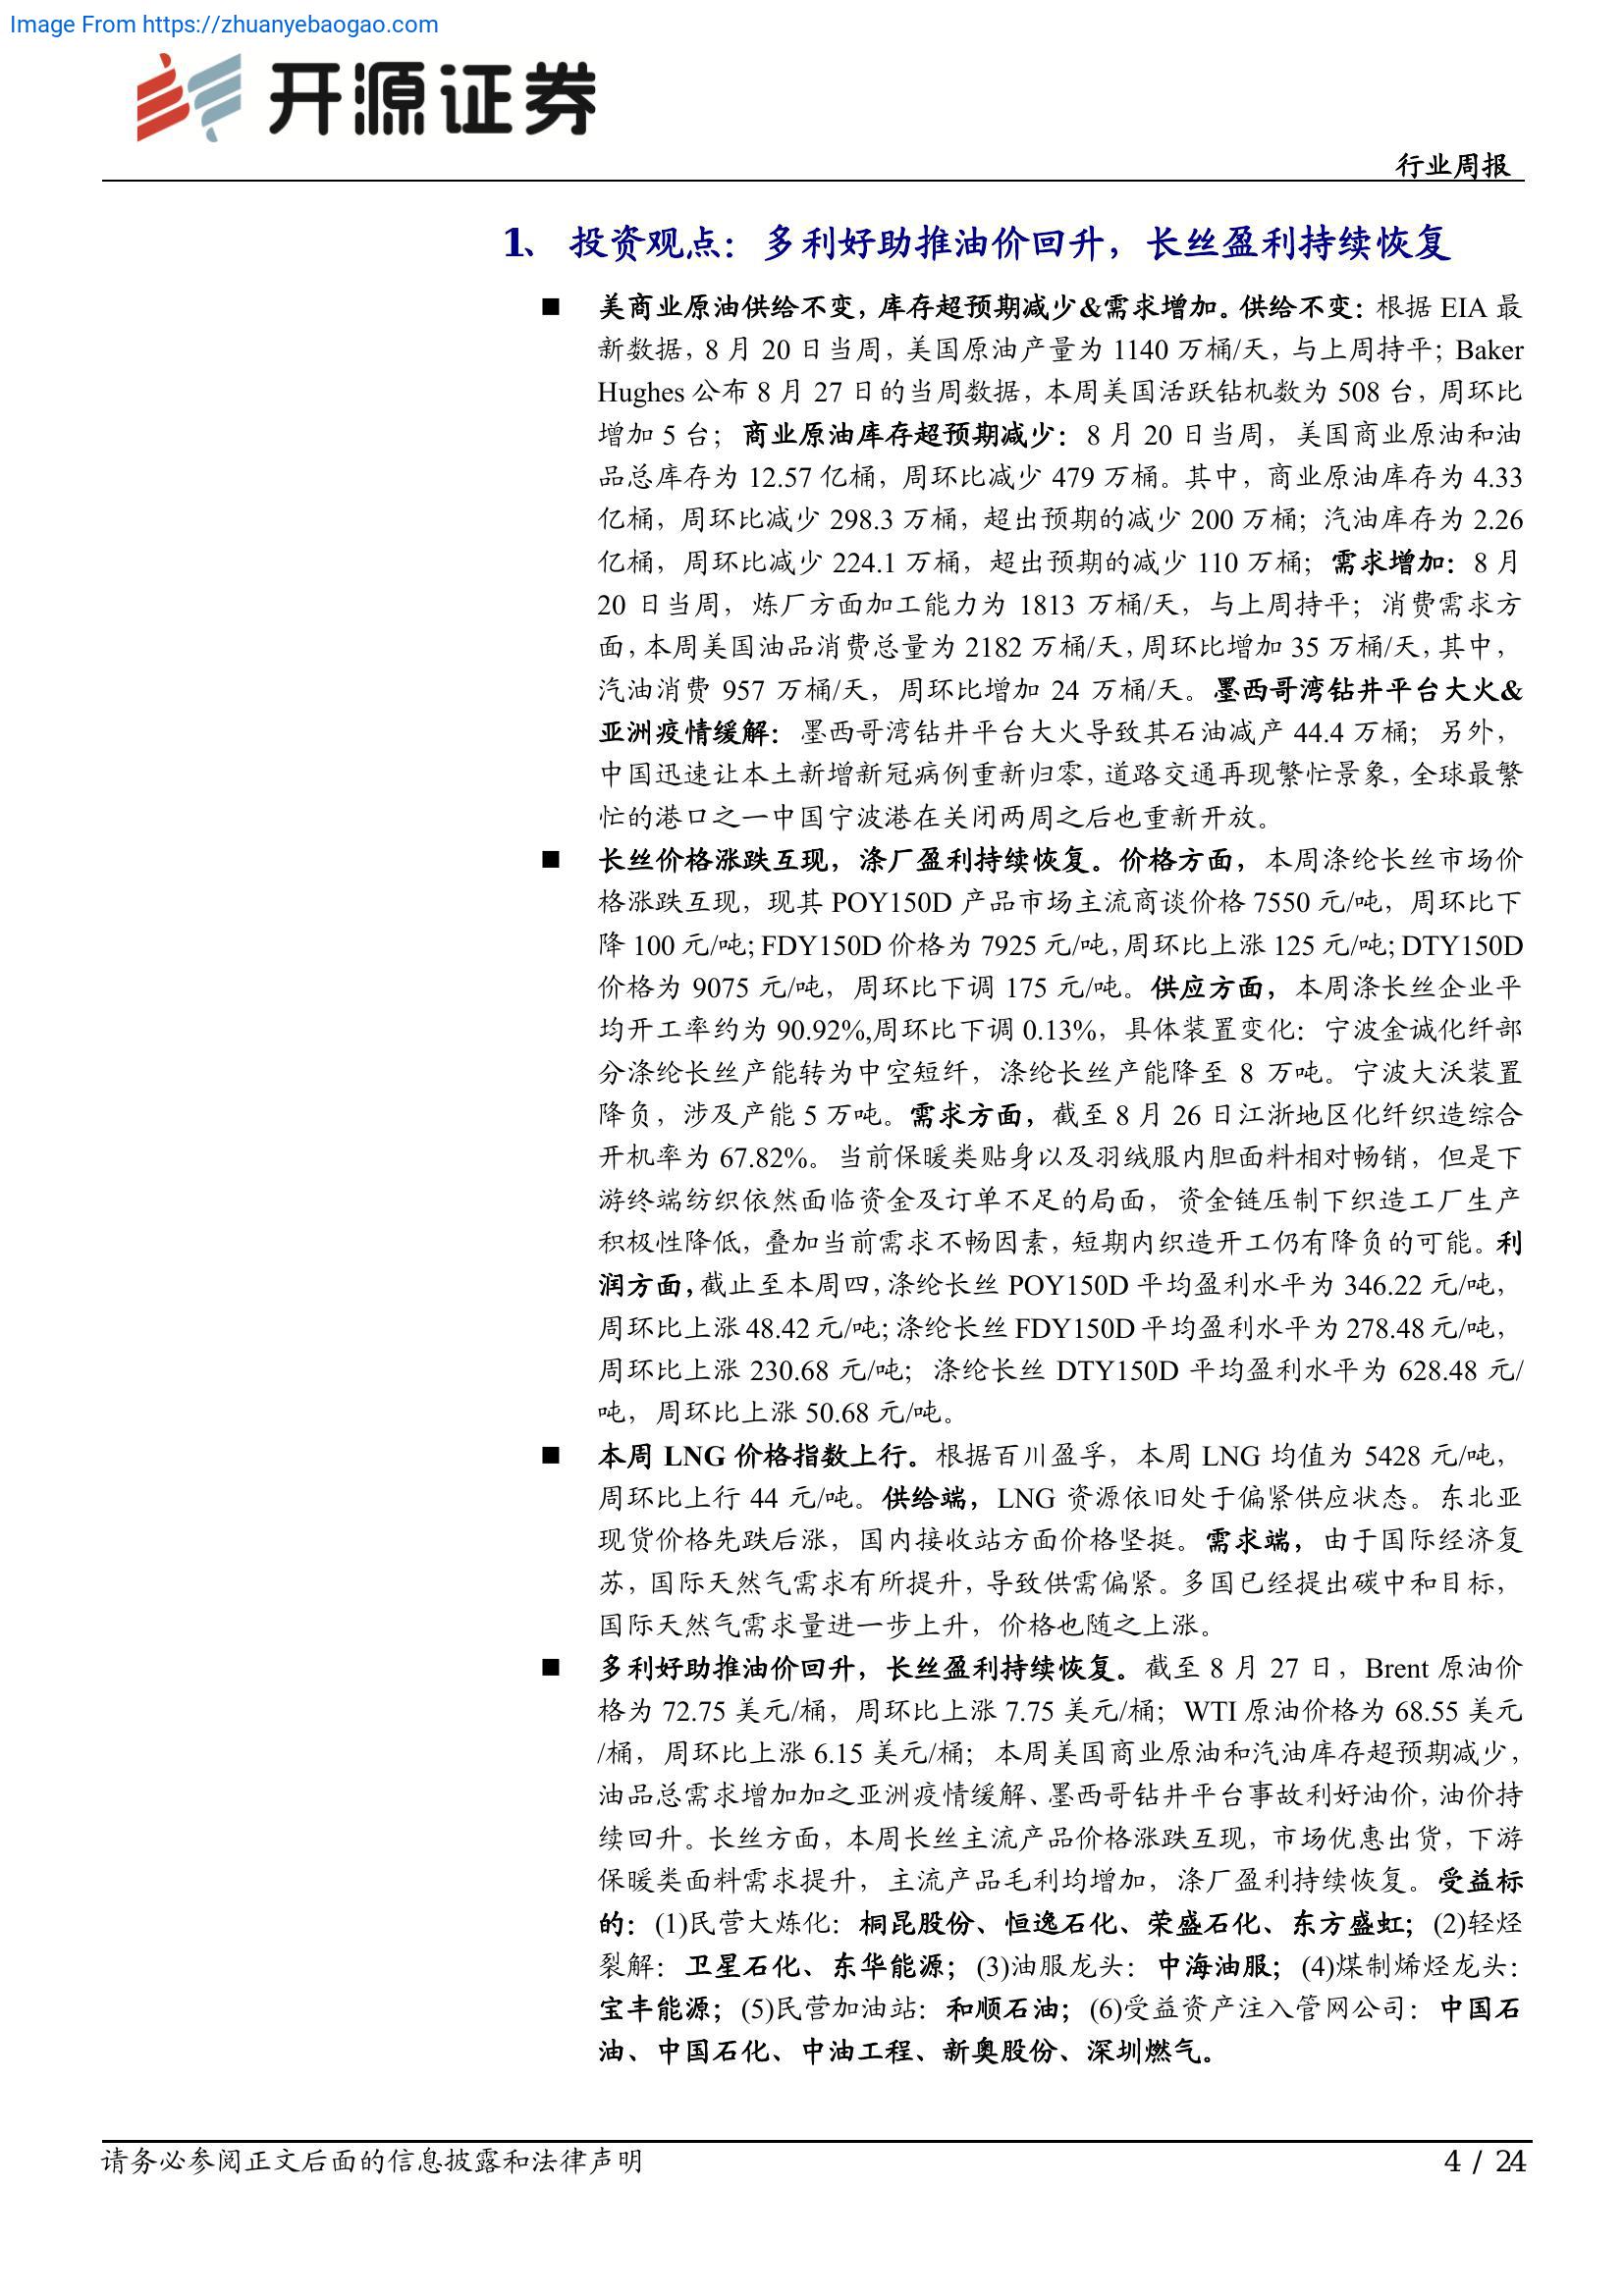 Image From https://zhuanyebaogao.com
开源证券
行业周报
1、 投资观点：多利好助推油价回升，长丝盈利持续恢复
■ 美商业原油供给不变，库存超预期减少&需求增加。供给不变：根据 EIA 最
新数据，8 月 20 日当周，美国原油产量为 1140 万桶/天，与上周持平；Baker
Hughes 公布 8 月 27 日的当周数据，本周美国活跃钻机数为 508 台，周环比
增加 5 台；商业原油库存超预期减少：8 月 20 日当周，美国商业原油和油
品总库存为 12.57 亿桶，周环比减少 479 万桶。其中，商业原油库存为 4.33
亿桶，周环比减少 298.3 万桶，超出预期的减少 200 万桶；汽油库存为 2.26
亿桶，周环比减少 224.1 万桶，超出预期的减少 110 万桶；需求增加：8 月
20 日当周，炼厂方面加工能力为 1813 万桶/天，与上周持平；消费需求方
面，本周美国油品消费总量为 2182 万桶/天，周环比增加 35 万桶/天，其中，
汽油消费 957 万桶/天，周环比增加 24 万桶/天。墨西哥湾钻井平台大火&
亚洲疫情缓解：墨西哥湾钻井平台大火导致其石油减产 44.4 万桶；另外，
中国迅速让本土新增新冠病例重新归零，道路交通再现繁忙景象，全球最繁
忙的港口之一中国宁波港在关闭两周之后也重新开放。
■ 长丝价格涨跌互现，涤厂盈利持续恢复。价格方面，本周涤纶长丝市场价
格涨跌互现，现其 POY150D 产品市场主流商谈价格 7550 元/吨，周环比下
降 100 元/吨；FDY150D 价格为 7925 元/吨，周环比上涨 125 元/吨；DTY150D
价格为 9075 元/吨，周环比下调 175 元/吨。供应方面，本周涤长丝企业平
均开工率约为 90.92%,周环比下调 0.13%，具体装置变化：宁波金诚化纤部
分涤纶长丝产能转为中空短纤，涤纶长丝产能降至 8 万吨。宁波大沃装置
降负，涉及产能 5 万吨。需求方面，截至 8 月 26 日江浙地区化纤织造综合
开机率为 67.82%。当前保暖类贴身以及羽绒服内胆面料相对畅销，但是下
游终端纺织依然面临资金及订单不足的局面，资金链压制下织造工厂生产
积极性降低，叠加当前需求不畅因素，短期内织造开工仍有降负的可能。利
润方面，截止至本周四，涤纶长丝 POY150D 平均盈利水平为 346.22 元/吨，
周环比上涨 48.42 元/吨；涤纶长丝 FDY150D 平均盈利水平为 278.48 元/吨，
周环比上涨 230.68 元/吨；涤纶长丝 DTY150D 平均盈利水平为 628.48 元/
吨，周环比上涨 50.68 元/吨。
■ 本周 LNG 价格指数上行。根据百川盈孚，本周 LNG 均值为 5428 元/吨，
周环比上行 44 元/吨。供给端，LNG 资源依旧处于偏紧供应状态。东北亚
现货价格先跌后涨，国内接收站方面价格坚挺。需求端，由于国际经济复
苏，国际天然气需求有所提升，导致供需偏紧。多国已经提出碳中和目标，
国际天然气需求量进一步上升，价格也随之上涨。
■ 多利好助推油价回升，长丝盈利持续恢复。截至 8 月 27 日，Brent 原油价
格为 72.75 美元/桶，周环比上涨 7.75 美元/桶；WTI 原油价格为 68.55 美元
/桶，周环比上涨 6.15 美元/桶；本周美国商业原油和汽油库存超预期减少，
油品总需求增加加之亚洲疫情缓解、墨西哥钻井平台事故利好油价，油价持
续回升。长丝方面，本周长丝主流产品价格涨跌互现，市场优惠出货，下游
保暖类面料需求提升，主流产品毛利均增加，涤厂盈利持续恢复。受益标
的：(1)民营大炼化：桐昆股份、恒逸石化、荣盛石化、东方盛虹；(2)轻烃
裂解：卫星石化、东华能源；(3)油服龙头：中海油服；(4)煤制烯烃龙头：
宝丰能源；(5)民营加油站：和顺石油；(6)受益资产注入管网公司：中国石
油、中国石化、中油工程、新奥股份、深圳燃气。
请务必参阅正文后面的信息披露和法律声明
4 / 24